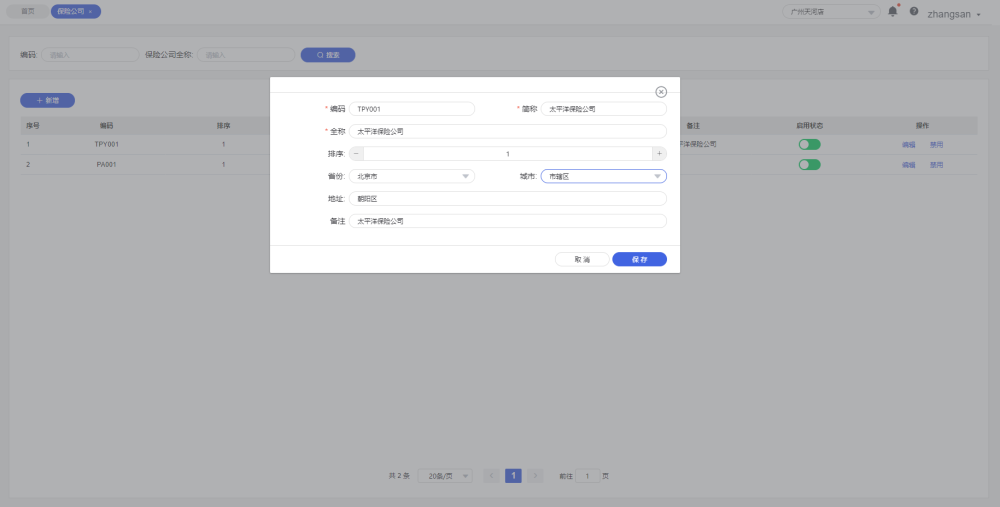 首页 保险公司 ×
广州天河店 zhangsan
编码: 请输入 保险公司全称: 请输入 搜索
+ 新增
序号 编码 排序 备注 启用状态 操作
1 TPY001 1 平洋保险公司 编辑 禁用
2 PA001 1 编辑 禁用
* 编码 TPY001 * 简称 太平洋保险公司
* 全称 太平洋保险公司
排序: − 1 +
省份: 北京市 城市: 市辖区
地址: 朝阳区
备注 太平洋保险公司
取 消 保 存
共 2 条 20条/页 < 1 > 前往 1 页